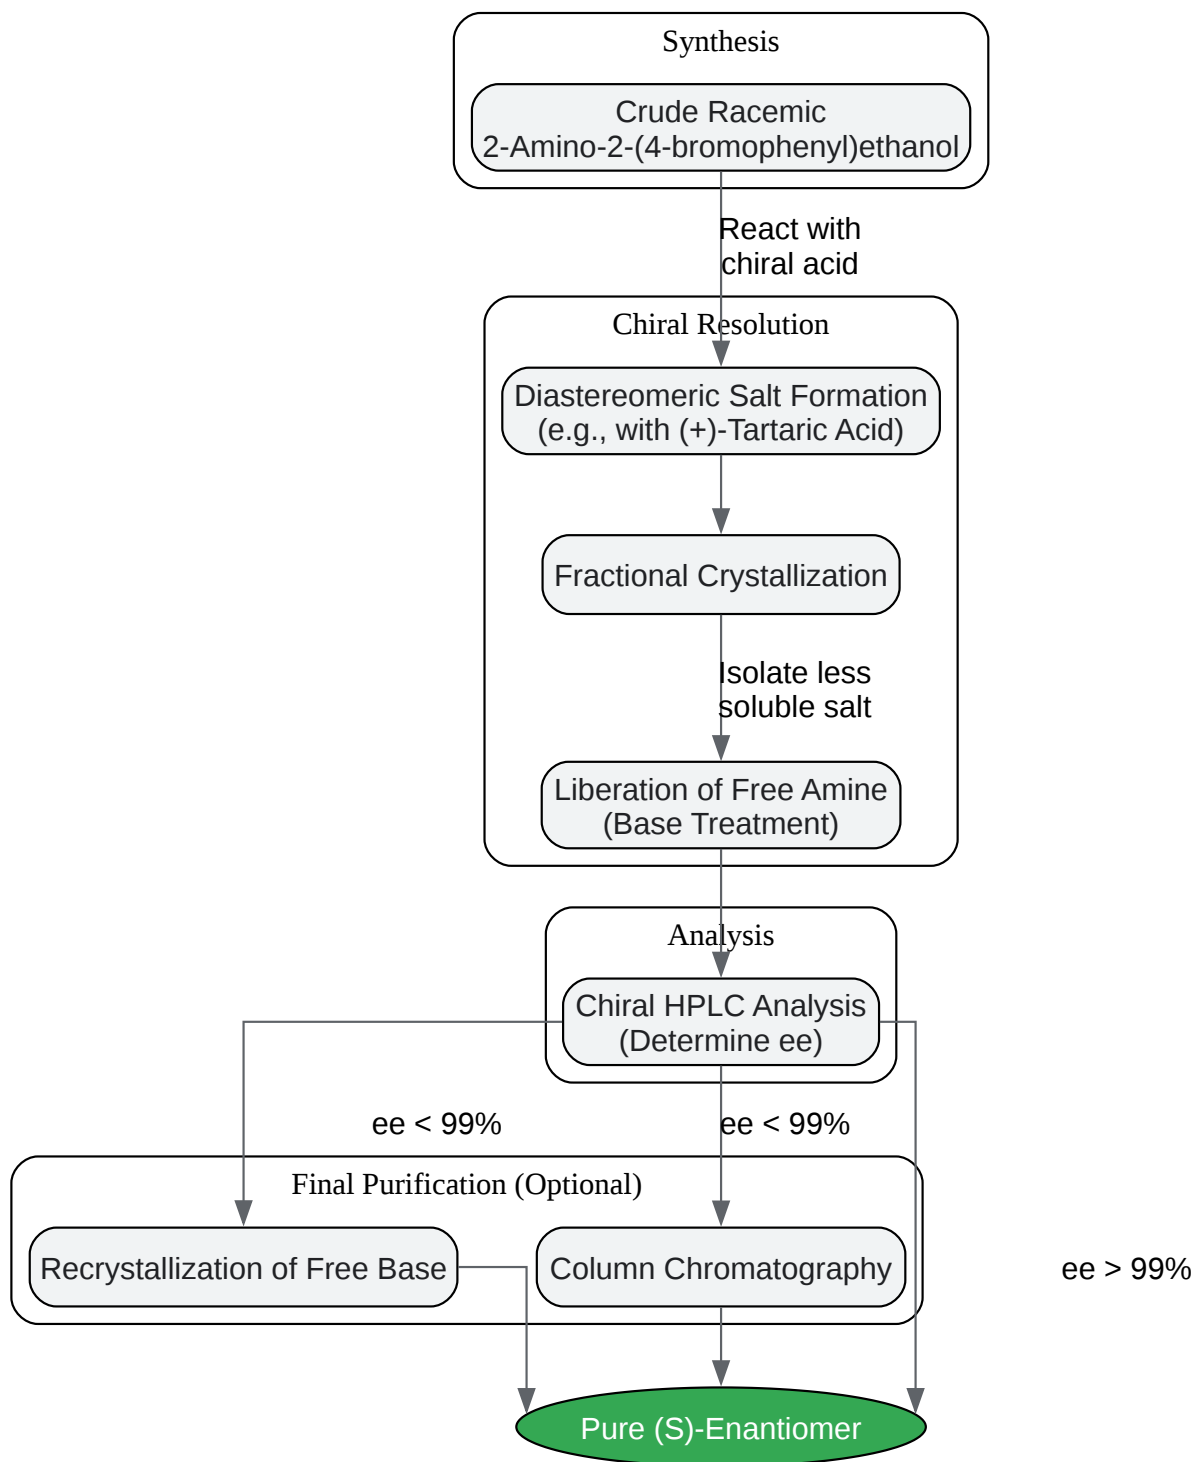 Synthesis
Crude Racemic
2-Amino-2-(4-bromophenyl)ethanol
React with
chiral acid
Chiral Resolution
Diastereomeric Salt Formation
(e.g., with (+)-Tartaric Acid)
Fractional Crystallization
Isolate less
soluble salt
Liberation of Free Amine
(Base Treatment)
Analysis
Chiral HPLC Analysis
(Determine ee)
ee < 99%
ee < 99%
Final Purification (Optional)
Recrystallization of Free Base
Column Chromatography
ee > 99%
Pure (S)-Enantiomer